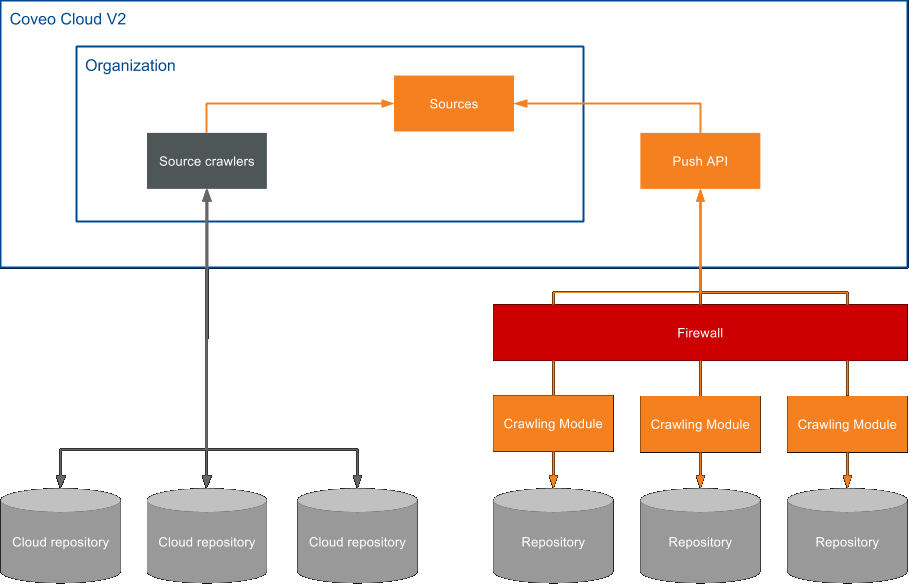 Coveo Cloud V2
Organization
Sources
Source crawlers
Push API
Firewall
Crawling Module
Crawling Module
Crawling Module
Cloud repository
Cloud repository
Cloud repository
Repository
Repository
Repository